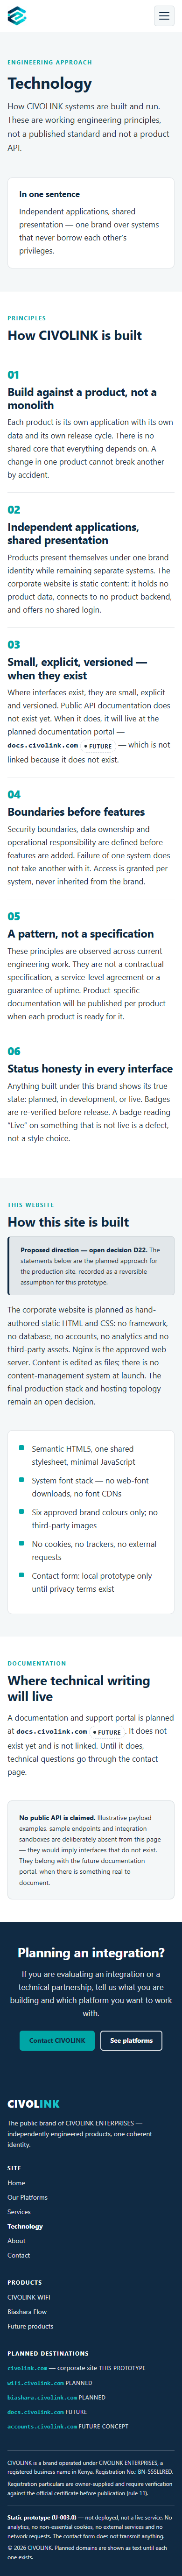 ENGINEERING APPROACH
Technology
How CIVOLINK systems are built and run.
These are working engineering principles,
not a published standard and not a product
API.
In one sentence
Independent applications, shared
presentation — one brand over systems
that never borrow each other's
privileges.
PRINCIPLES
How CIVOLINK is built
01
Build against a product, not a
monolith
Each product is its own application with its own
data and its own release cycle. There is no
shared core that everything depends on. A
change in one product cannot break another
by accident.
02
Independent applications,
shared presentation
Products present themselves under one brand
identity while remaining separate systems. The
corporate website is static content: it holds no
product data, connects to no product backend,
and offers no shared login.
03
Small, explicit, versioned —
when they exist
Where interfaces exist, they are small, explicit
and versioned. Public API documentation does
not exist yet. When it does, it will live at the
planned documentation portal —
docs.civolink.com • FUTURE — which is not
linked because it does not exist.
04
Boundaries before features
Security boundaries, data ownership and
operational responsibility are defined before
features are added. Failure of one system does
not take another with it. Access is granted per
system, never inherited from the brand.
05
A pattern, not a specification
These principles are observed across current
engineering work. They are not a contractual
specification, a service-level agreement or a
guarantee of uptime. Product-specific
documentation will be published per product
when each product is ready for it.
06
Status honesty in every interface
Anything built under this brand shows its true
state: planned, in development, or live. Badges
are re-verified before release. A badge reading
“Live” on something that is not live is a defect,
not a style choice.
THIS WEBSITE
How this site is built
Proposed direction — open decision D22. The
statements below are the planned approach for
the production site, recorded as a reversible
assumption for this prototype.
The corporate website is planned as hand-
authored static HTML and CSS: no framework,
no database, no accounts, no analytics and no
third-party assets. Nginx is the approved web
server. Content is edited as files; there is no
content-management system at launch. The
final production stack and hosting topology
remain an open decision.
Semantic HTML5, one shared
stylesheet, minimal JavaScript
System font stack — no web-font
downloads, no font CDNs
Six approved brand colours only; no
third-party images
No cookies, no trackers, no external
requests
Contact form: local prototype only
until privacy terms exist
DOCUMENTATION
Where technical writing
will live
A documentation and support portal is planned
at docs.civolink.com • FUTURE . It does not
exist yet and is not linked. Until it does,
technical questions go through the contact
page.
No public API is claimed. Illustrative payload
examples, sample endpoints and integration
sandboxes are deliberately absent from this page
— they would imply interfaces that do not exist.
They belong with the future documentation
portal, when there is something real to
document.
Planning an integration?
If you are evaluating an integration or a
technical partnership, tell us what you are
building and which platform you want to work
with.
Contact CIVOLINK
See platforms
CIVOLINK
The public brand of CIVOLINK ENTERPRISES —
independently engineered products, one coherent
identity.
SITE
Home
Our Platforms
Services
Technology
About
Contact
PRODUCTS
CIVOLINK WIFI
Biashara Flow
Future products
PLANNED DESTINATIONS
civolink.com — corporate site THIS PROTOTYPE
wifi.civolink.com PLANNED
biashara.civolink.com PLANNED
docs.civolink.com FUTURE
accounts.civolink.com FUTURE CONCEPT
CIVOLINK is a brand operated under CIVOLINK ENTERPRISES, a
registered business name in Kenya. Registration No.: BN-55SLLRED.
Registration particulars are owner-supplied and require verification
against the official certificate before publication (rule 11).
Static prototype (U-003.0) — not deployed, not a live service. No
analytics, no non-essential cookies, no external services and no
network requests. The contact form does not transmit anything.
© 2026 CIVOLINK. Planned domains are shown as text until each
exists.